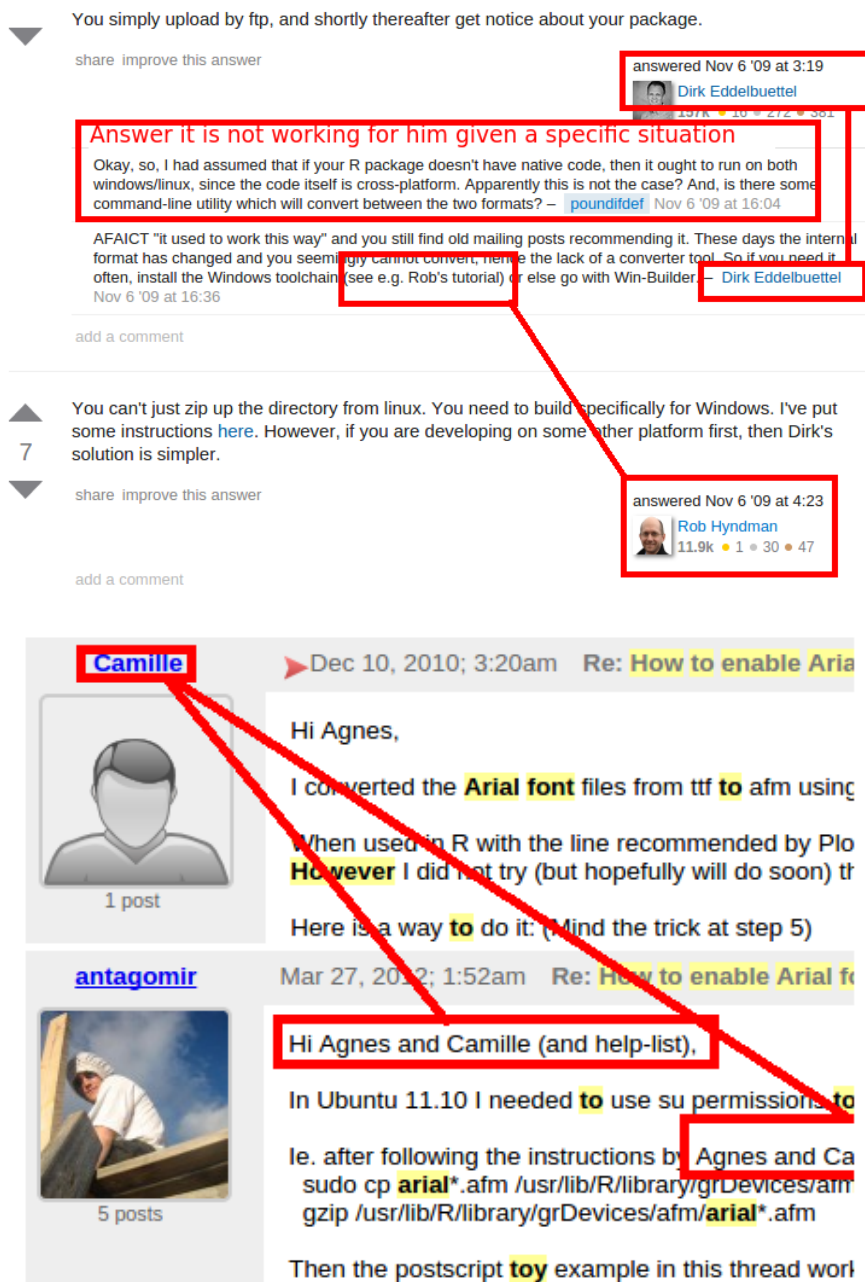 You simply upload by ftp, and shortly thereafter get notice about your package.
share improve this answer
answered Nov 6 '09 at 3:19
Dirk Eddelbuettel
157k 16 272 381
Answer it is not working for him given a specific situation
Okay, so, I had assumed that if your R package doesn't have native code, then it ought to run on both
windows/linux, since the code itself is cross-platform. Apparently this is not the case? And, is there some
command-line utility which will convert between the two formats? – poundifdef Nov 6 '09 at 16:04
AFAICT "it used to work this way" and you still find old mailing posts recommending it. These days the internal
format has changed and you seemingly cannot convert, hence the lack of a converter tool. So if you need it
often, install the Windows toolchain (see e.g. Rob's tutorial) or else go with Win-Builder. – Dirk Eddelbuettel
Nov 6 '09 at 16:36
add a comment
You can't just zip up the directory from linux. You need to build specifically for Windows. I've put
some instructions here. However, if you are developing on some other platform first, then Dirk's
7
solution is simpler.
share improve this answer
answered Nov 6 '09 at 4:23
Rob Hyndman
11.9k 1 30 47
add a comment
Camille
Dec 10, 2010; 3:20am Re: How to enable Aria
Hi Agnes,
I converted the Arial font files from ttf to afm using
When used in R with the line recommended by Plo
However I did not try (but hopefully will do soon) th
1 post
Here is a way to do it: (Mind the trick at step 5)
antagomir
Mar 27, 2012; 1:52am Re: How to enable Arial fo
Hi Agnes and Camille (and help-list),
In Ubuntu 11.10 I needed to use su permissions to
Ie. after following the instructions by Agnes and Ca
sudo cp arial*.afm /usr/lib/R/library/grDevices/afm
gzip /usr/lib/R/library/grDevices/afm/arial*.afm
5 posts
Then the postscript toy example in this thread work